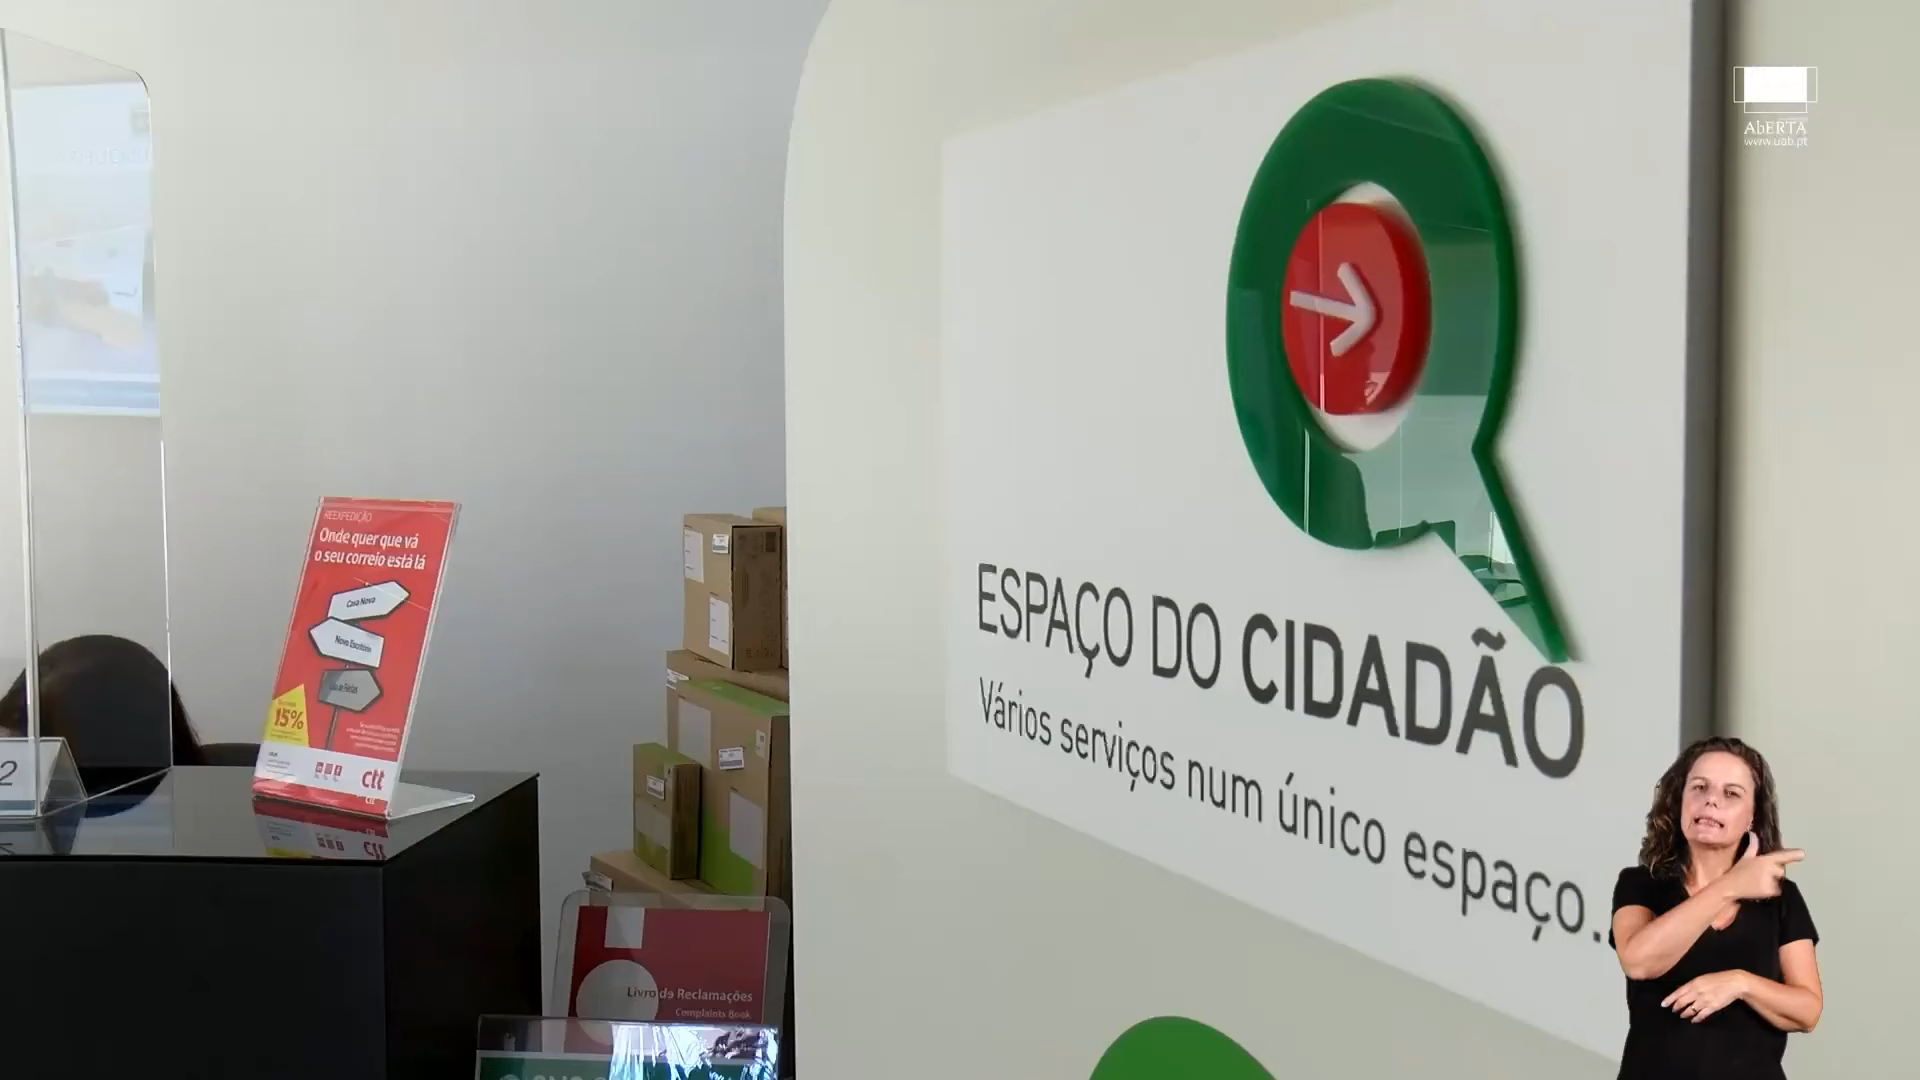 AbERTA
www.uab.pt
REEXPEDIÇÃO
Onde quer que vá
o seu correio está lá
Casa Nova
Novo Escritório
15%
ctt
2
ESPAÇO DO CIDADÃO
Vários serviços num único espaço.
Livro de Reclamações
Complaints Book